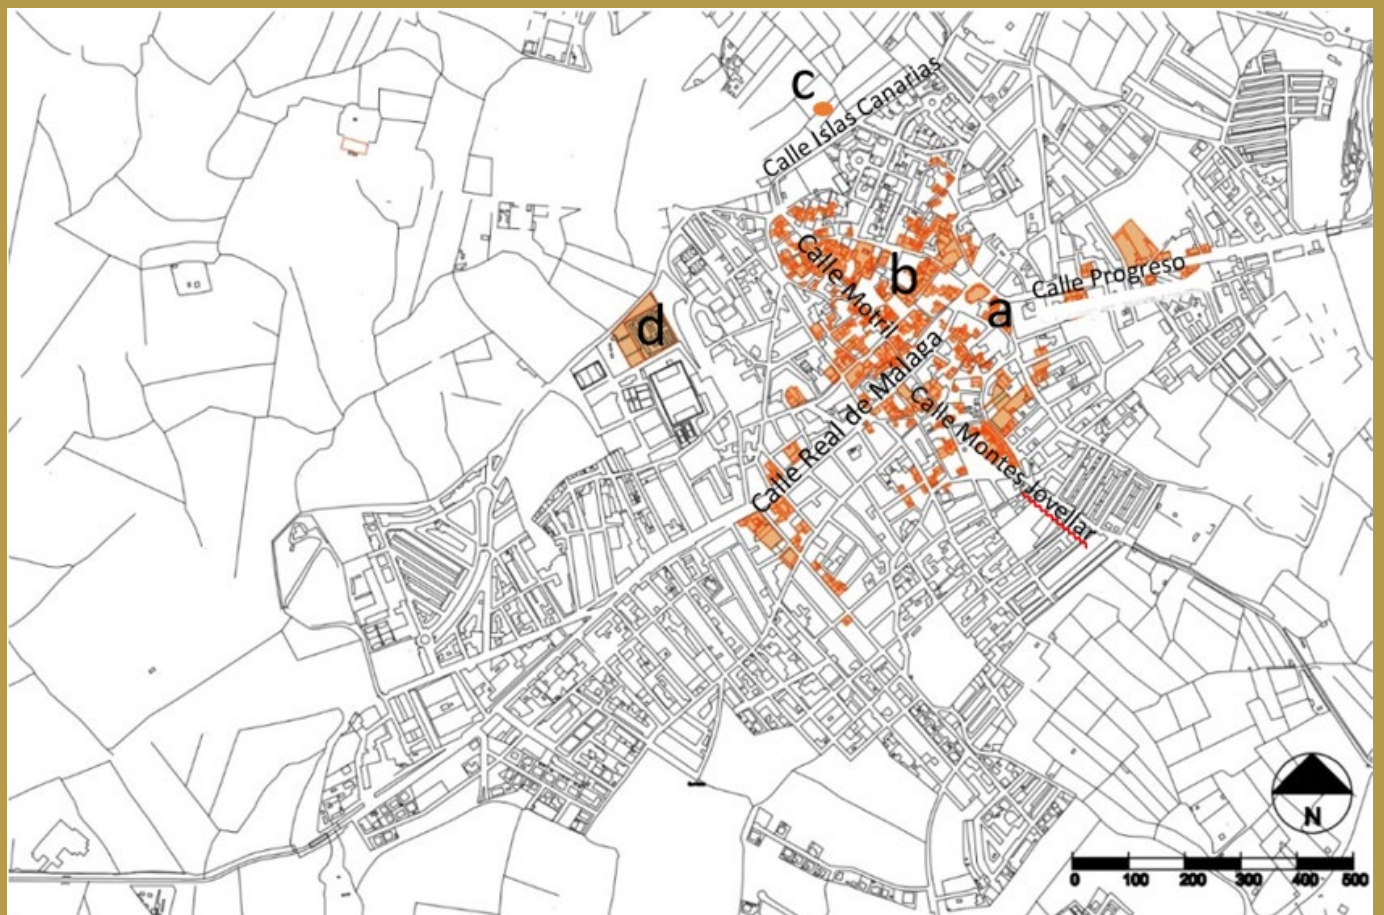 c
Calle Islas Canarias
Calle Motril
b
Calle Progreso
a
d
Calle Real de Málaga
Calle Montes Jovellar
N
0 100 200 300 400 500